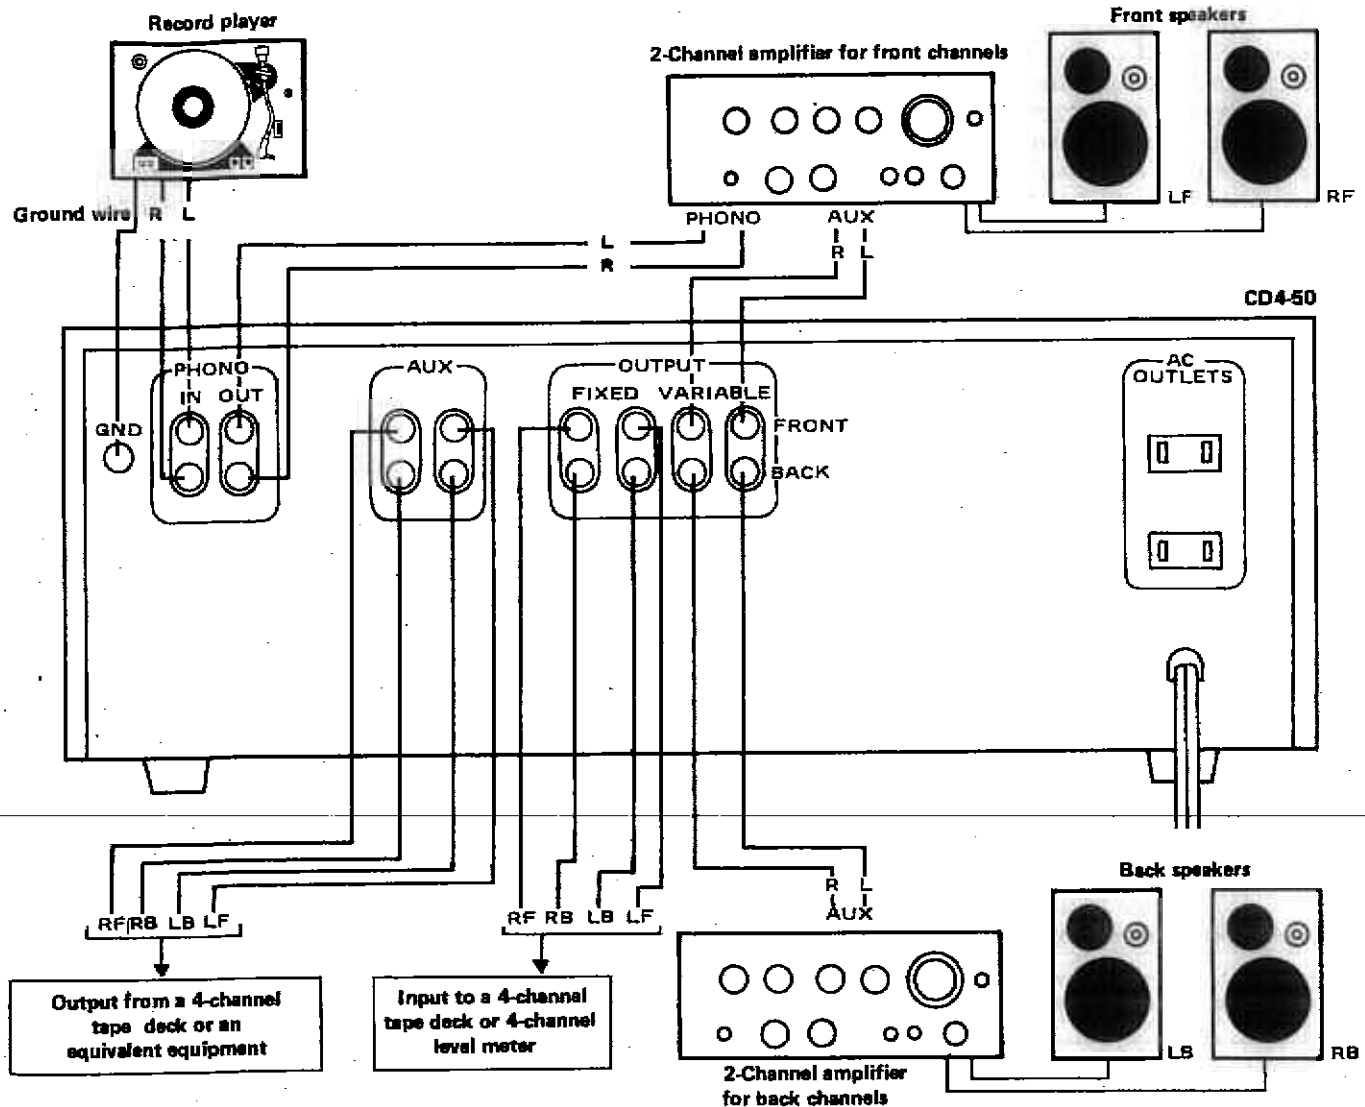 Record player
Front speakers
2-Channel amplifier for front channels
LF
RF
Ground wire R L
PHONO AUX
L
R
R L
CD4-50
PHONO
IN OUT
GND
AUX
OUTPUT
FIXED VARIABLE
FRONT
BACK
AC
OUTLETS
Back speakers
R L
AUX
RF RB LB LF
RF RB LB LF
Output from a 4-channel
tape deck or an
equivalent equipment
Input to a 4-channel
tape deck or 4-channel
level meter
LB
RB
2-Channel amplifier
for back channels